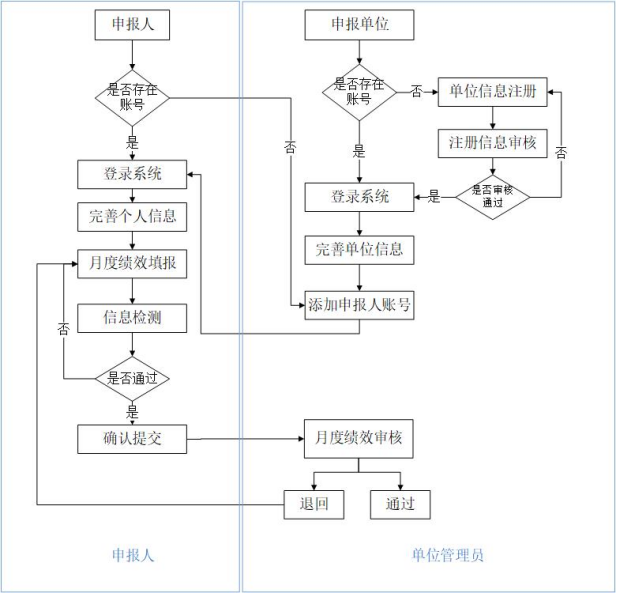 申报人
是否存在
账号
是
否
登录系统
完善个人信息
月度绩效填报
信息检测
否
是否通过
是
确认提交
申报人
申报单位
是否存在
账号
否
单位信息注册
注册信息审核
否
是否审核
通过
是
是
登录系统
完善单位信息
添加申报人账号
月度绩效审核
退回
通过
单位管理员